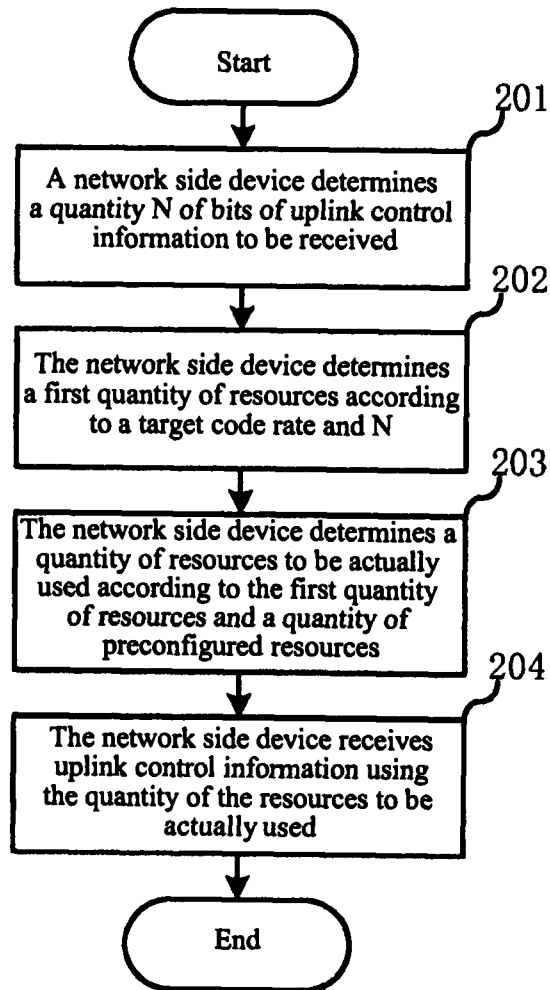 Start
201
A network side device determines
a quantity N of bits of uplink control
information to be received
202
The network side device determines
a first quantity of resources according
to a target code rate and N
203
The network side device determines a
quantity of resources to be actually
used according to the first quantity
of resources and a quantity of
preconfigured resources
204
The network side device receives
uplink control information using
the quantity of the resources to be
actually used
End